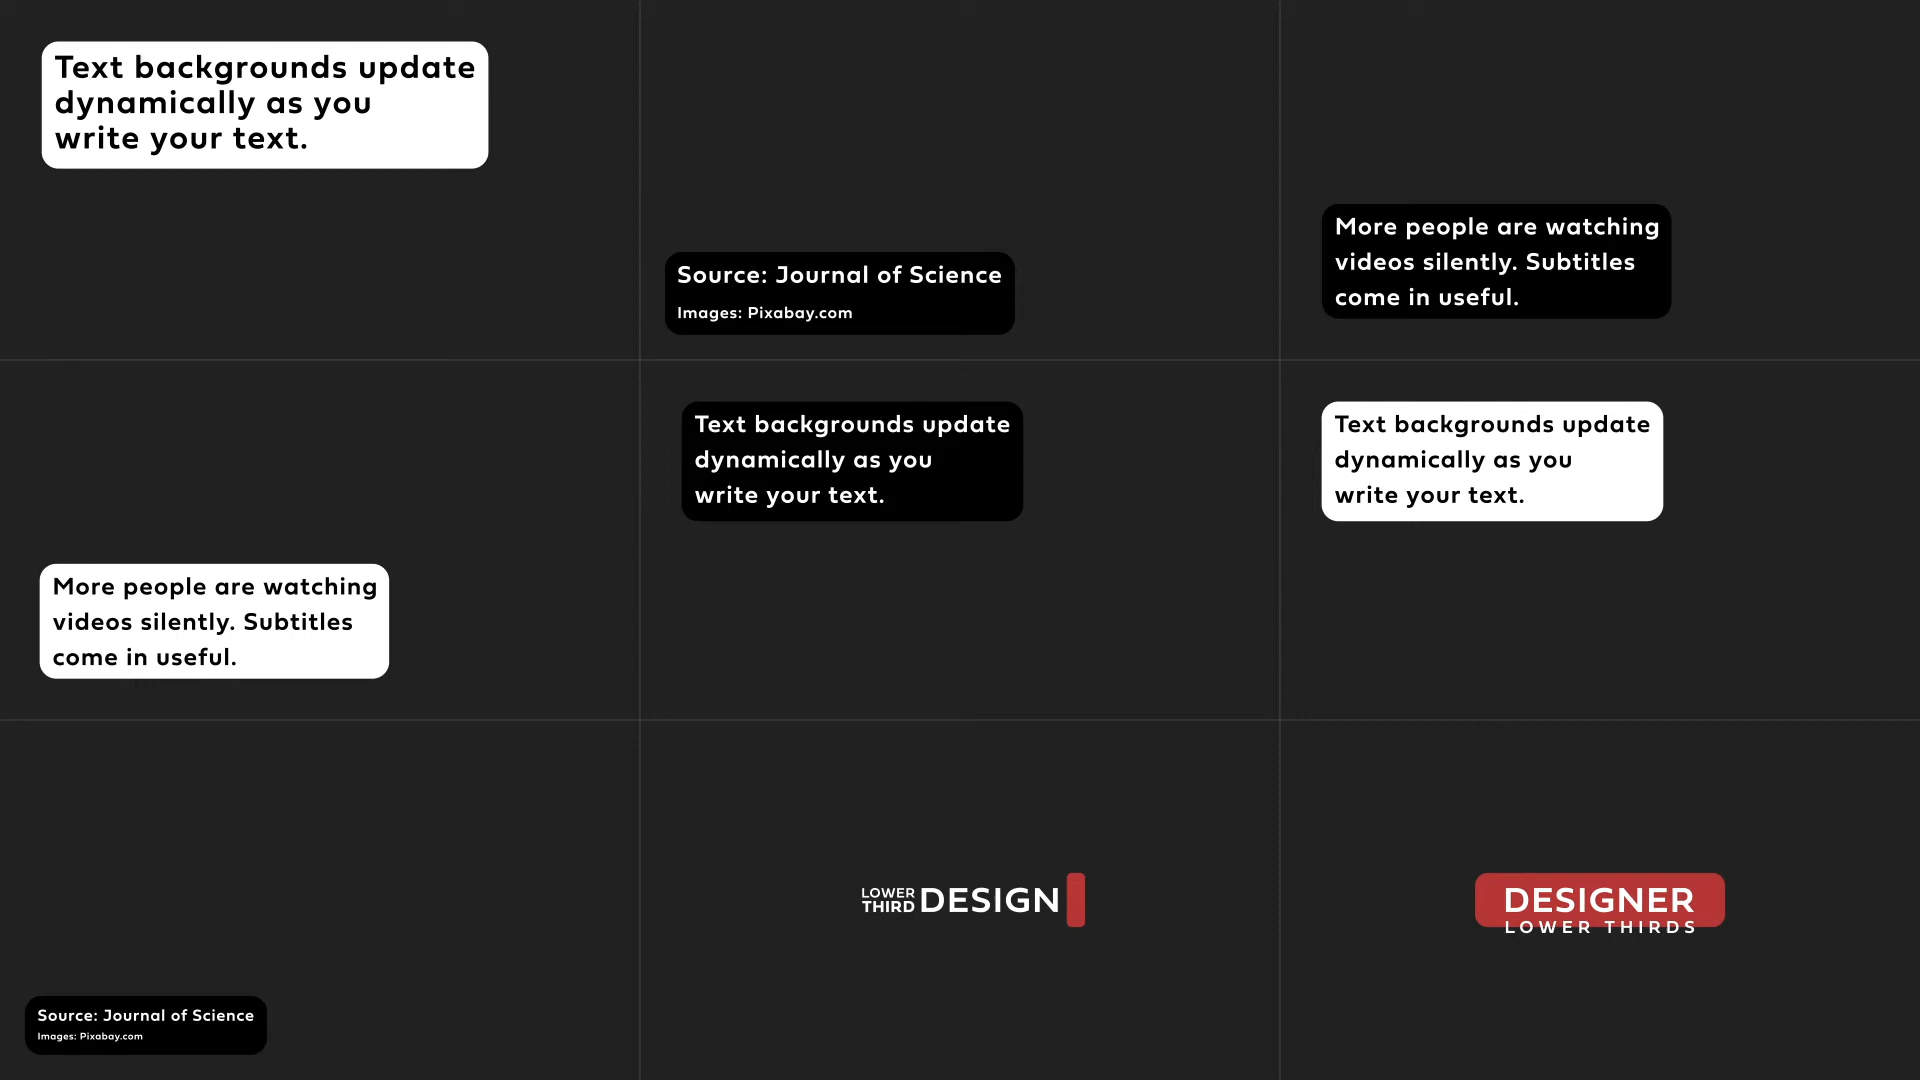 Text backgrounds update
dynamically as you
write your text.
Source: Journal of Science
Images: Pixabay.com
More people are watching
videos silently. Subtitles
come in useful.
More people are watching
videos silently. Subtitles
come in useful.
Text backgrounds update
dynamically as you
write your text.
Text backgrounds update
dynamically as you
write your text.
Source: Journal of Science
Images: Pixabay.com
LOWER
THIRD
DESIGN
DESIGNER
LOWER THIRDS